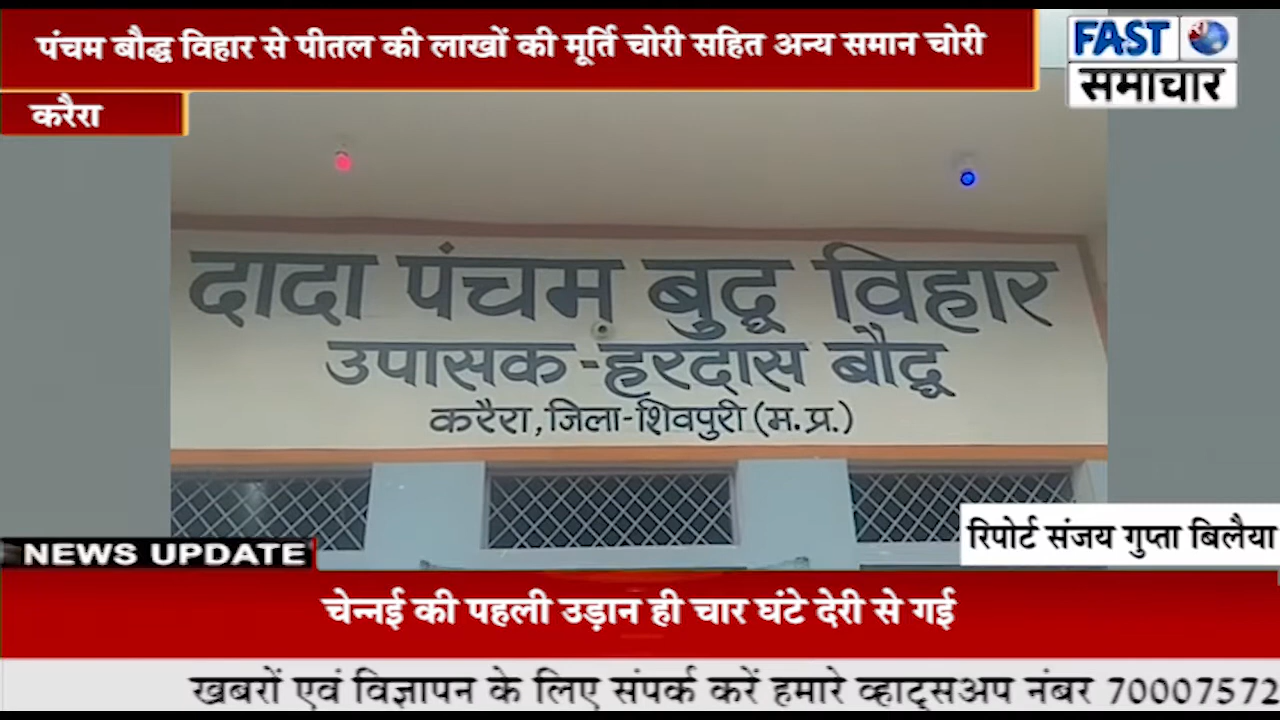 पंचम बौद्ध विहार से पीतल की लाखों की मूर्ति चोरी सहित अन्य समान चोरी
FAST
समाचार
करैरा
दादा पंचम बुद्ध विहार
उपासक-हरदास बौद्ध
करैरा, जिला-शिवपुरी (म.प्र.)
रिपोर्ट संजय गुप्ता बिलैया
NEWS UPDATE
चेन्नई की पहली उड़ान ही चार घंटे देरी से गई
खबरों एवं विज्ञापन के लिए संपर्क करें हमारे व्हाट्सअप नंबर 70007572